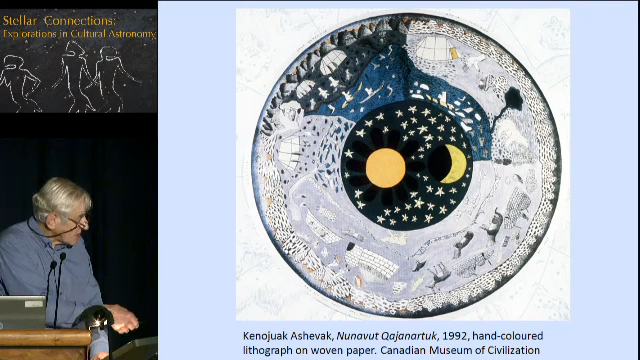 Stellar Connections:
Explorations in Cultural Astronomy
Kenojuak Ashevak, Nunavut Qajanartuk, 1992, hand-coloured
lithograph on woven paper. Canadian Museum of Civilization